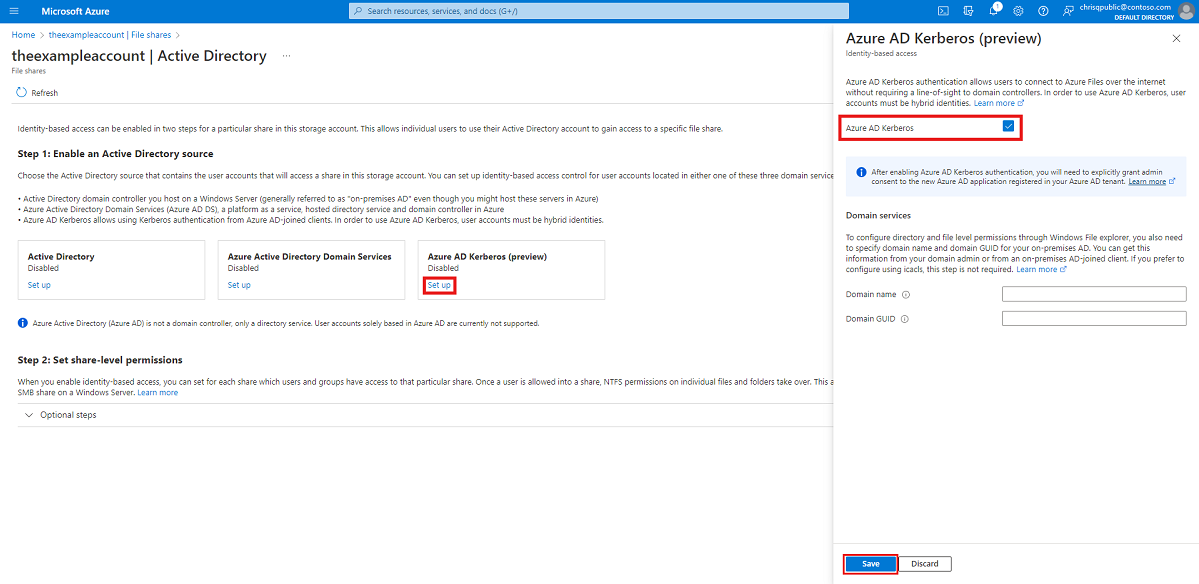 Microsoft Azure
Search resources, services, and docs (G+/)
1
chrisqpublic@contoso.com
DEFAULT DIRECTORY
Home > theexampleaccount | File shares >
theexampleaccount | Active Directory ...
File shares
Refresh
Identity-based access can be enabled in two steps for a particular share in this storage account. This allows individual users to use their Active Directory account to gain access to a specific file share.
Step 1: Enable an Active Directory source
Choose the Active Directory source that contains the user accounts that will access a share in this storage account. You can set up identity-based access control for user accounts located in either one of these three domain service
• Active Directory domain controller you host on a Windows Server (generally referred to as "on-premises AD" even though you might host these servers in Azure)
• Azure Active Directory Domain Services (Azure AD DS), a platform as a service, hosted directory service and domain controller in Azure
• Azure AD Kerberos allows using Kerberos authentication from Azure AD-joined clients. In order to use Azure AD Kerberos, user accounts must be hybrid identities.
Active Directory
Disabled
Set up
Azure Active Directory Domain Services
Disabled
Set up
Azure AD Kerberos (preview)
Disabled
Set up
Azure Active Directory (Azure AD) is not a domain controller, only a directory service. User accounts solely based in Azure AD are currently not supported.
Step 2: Set share-level permissions
When you enable identity-based access, you can set for each share which users and groups have access to that particular share. Once a user is allowed into a share, NTFS permissions on individual files and folders take over. This a
SMB share on a Windows Server. Learn more
Optional steps
Azure AD Kerberos (preview)
Identity-based access
Azure AD Kerberos authentication allows users to connect to Azure Files over the internet
without requiring a line-of-sight to domain controllers. In order to use Azure AD Kerberos, user
accounts must be hybrid identities. Learn more
Azure AD Kerberos
After enabling Azure AD Kerberos authentication, you will need to explicitly grant admin
consent to the new Azure AD application registered in your Azure AD tenant. Learn more
Domain services
To configure directory and file level permissions through Windows File explorer, you also need
to specify domain name and domain GUID for your on-premises AD. You can get this
information from your domain admin or from an on-premises AD-joined client. If you prefer to
configure using icacls, this step is not required. Learn more
Domain name
Domain GUID
Save
Discard